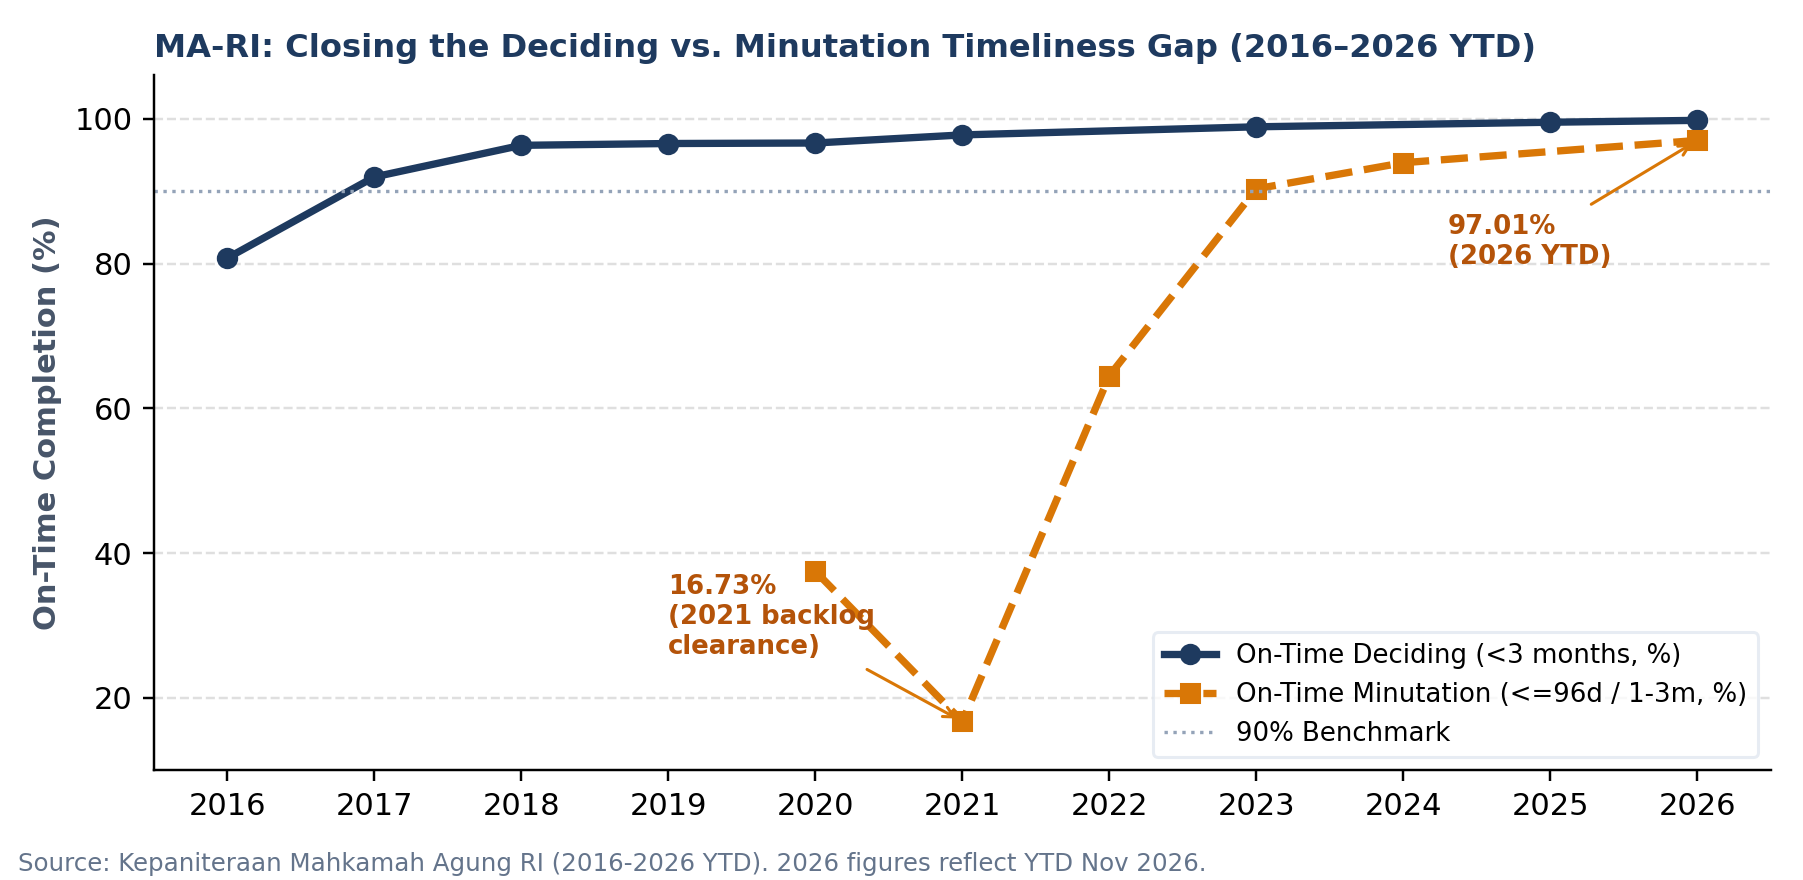 MA-RI: Closing the Deciding vs. Minutation Timeliness Gap (2016–2026 YTD)
On-Time Completion (%)
100
80
60
40
20
97.01%
(2026 YTD)
16.73%
(2021 backlog
clearance)
On-Time Deciding (<3 months, %)
On-Time Minutation (<=96d / 1-3m, %)
90% Benchmark
2016 2017 2018 2019 2020 2021 2022 2023 2024 2025 2026
Source: Kepaniteraan Mahkamah Agung RI (2016-2026 YTD). 2026 figures reflect YTD Nov 2026.